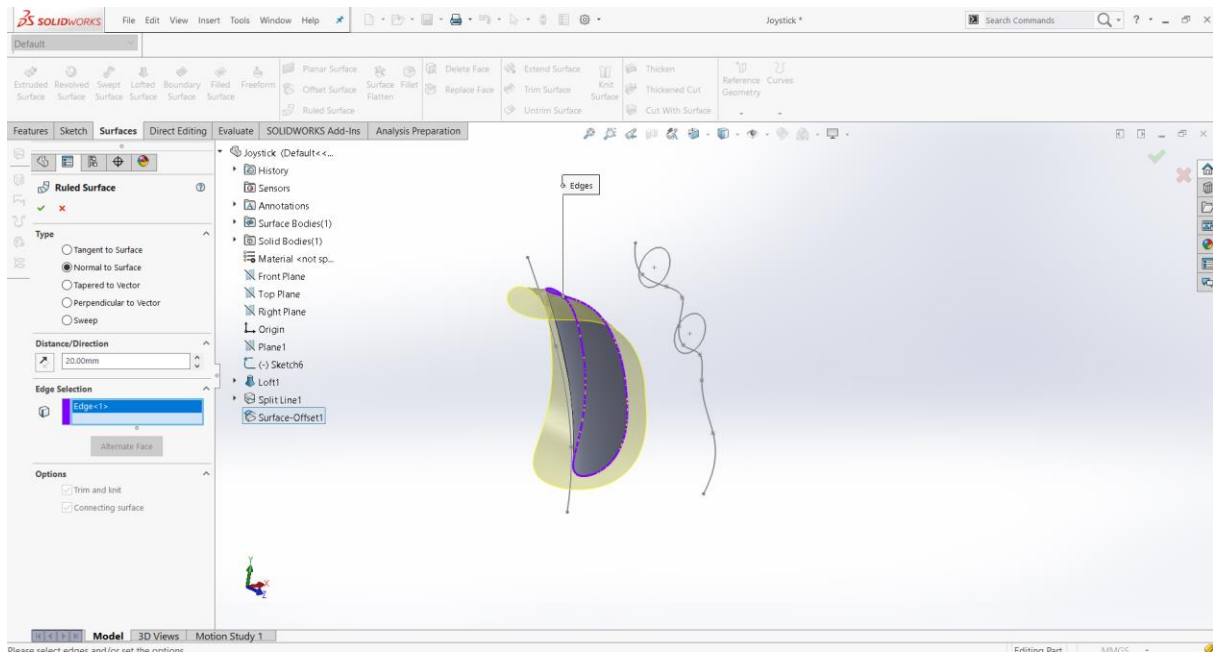 SOLIDWORKS File Edit View Insert Tools Window Help Joystick * Search Commands ?
Default
Extruded Surface
Revolved Surface
Swept Surface
Lofted Surface
Boundary Surface
Filled Surface
Freeform
Planar Surface
Offset Surface
Ruled Surface
Surface Flatten
Surface Fillet
Delete Face
Replace Face
Extend Surface
Trim Surface
Untrim Surface
Knit Surface
Thicken
Thickened Cut
Cut With Surface
Reference Geometry
Curves
Features Sketch Surfaces Direct Editing Evaluate SOLIDWORKS Add-Ins Analysis Preparation
Ruled Surface
Type
Tangent to Surface
Normal to Surface
Tapered to Vector
Perpendicular to Vector
Sweep
Distance/Direction
20.00mm
Edge Selection
Edge<1>
Alternate Face
Options
Trim and knit
Connecting surface
Joystick (Default<<...
History
Sensors
Annotations
Surface Bodies(1)
Solid Bodies(1)
Material <not sp...
Front Plane
Top Plane
Right Plane
Origin
Plane1
(-) Sketch6
Loft1
Split Line1
Surface-Offset1
Edges
Y
X
Z
Model 3D Views Motion Study 1
Please select edges and/or set the options Editing Part MMGS